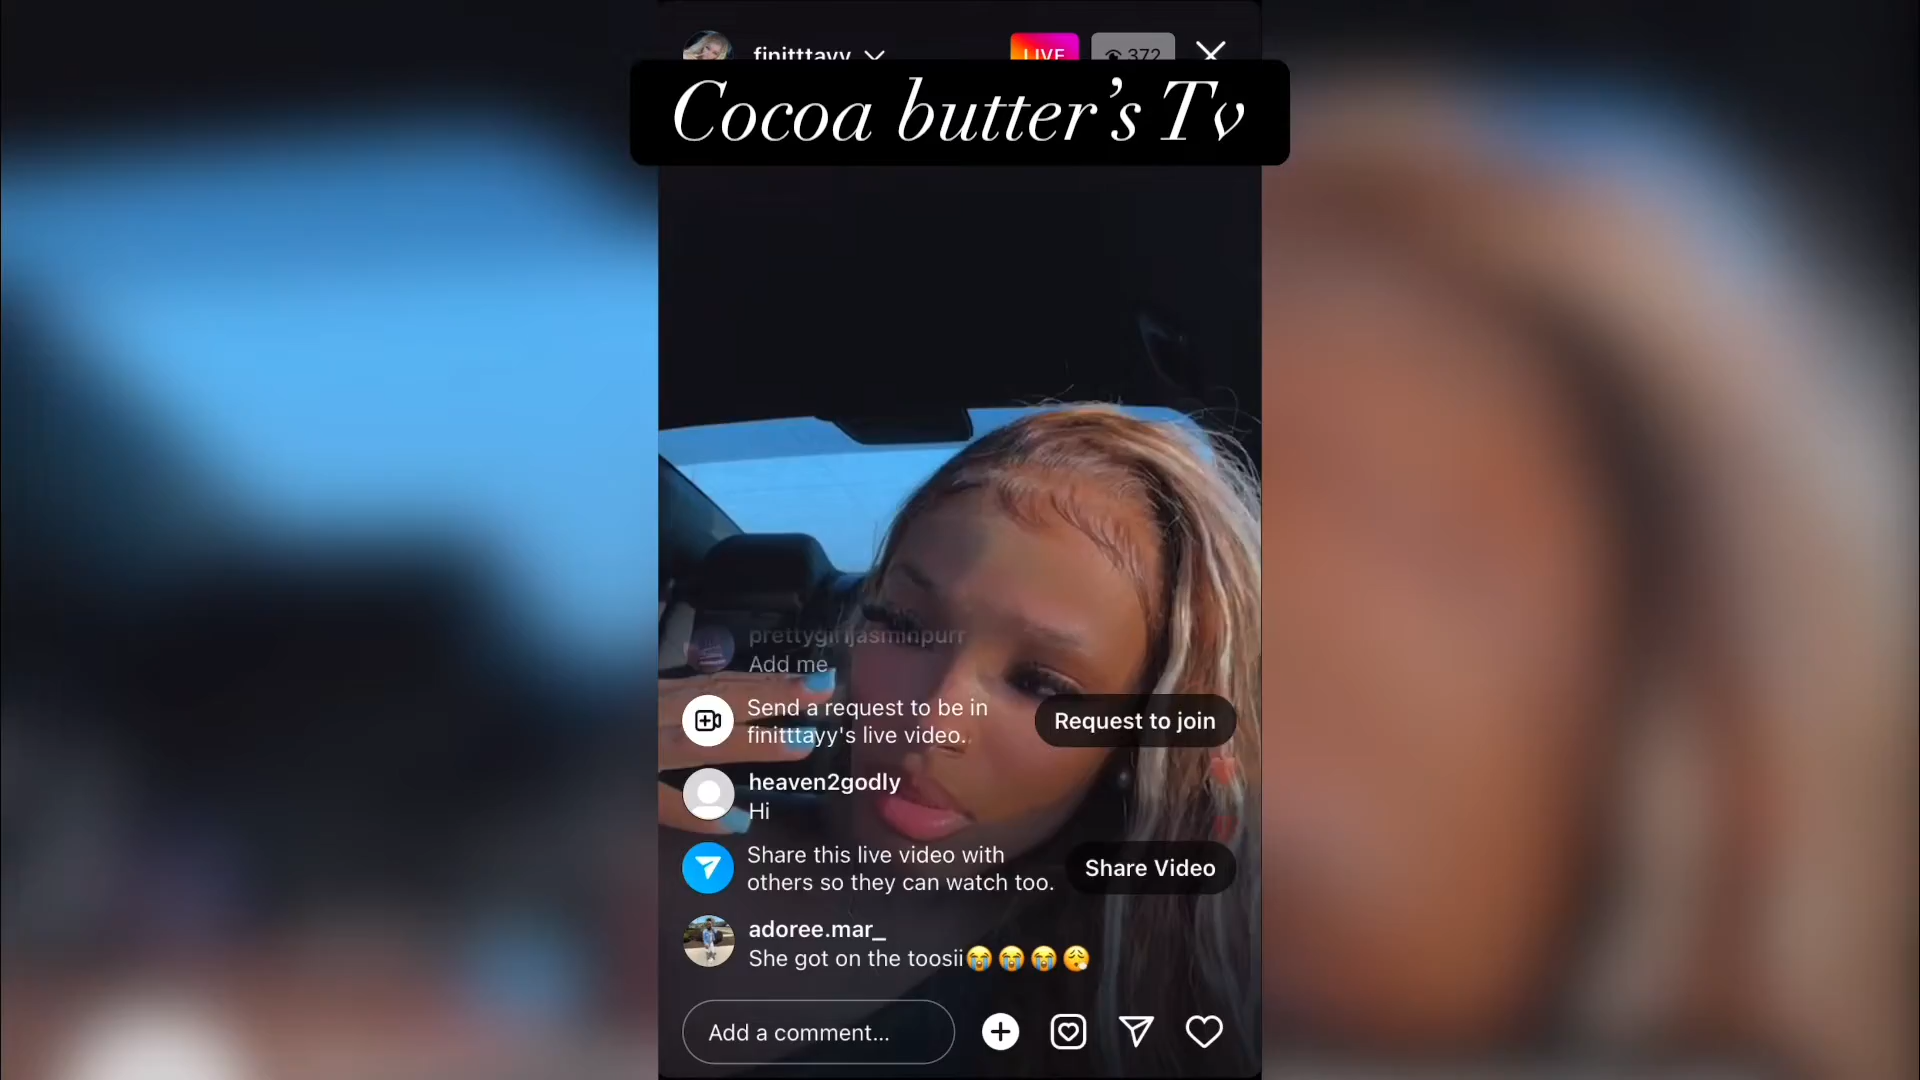 finitttayy
LIVE
372
Cocoa butter’s Tv
prettygirljasminpurr
Add me
Send a request to be in
finitttayy's live video.
Request to join
heaven2godly
Hi
Share this live video with
others so they can watch too.
Share Video
adoree.mar_
She got on the toosii😭😭😭😮‍💨
Add a comment...